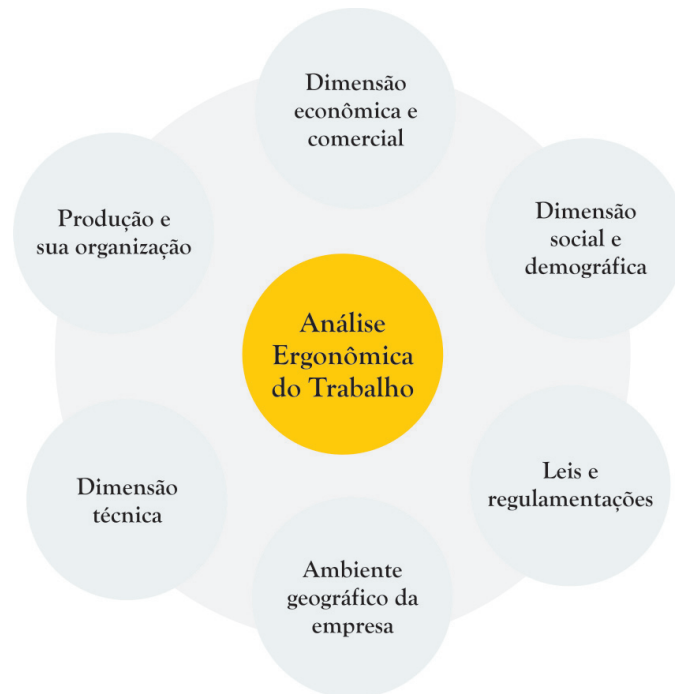 Dimensão
econômica e
comercial
Produção e
sua organização
Dimensão
social e
demográfica
Análise
Ergonômica
do Trabalho
Dimensão
técnica
Leis e
regulamentações
Ambiente
geográfico da
empresa